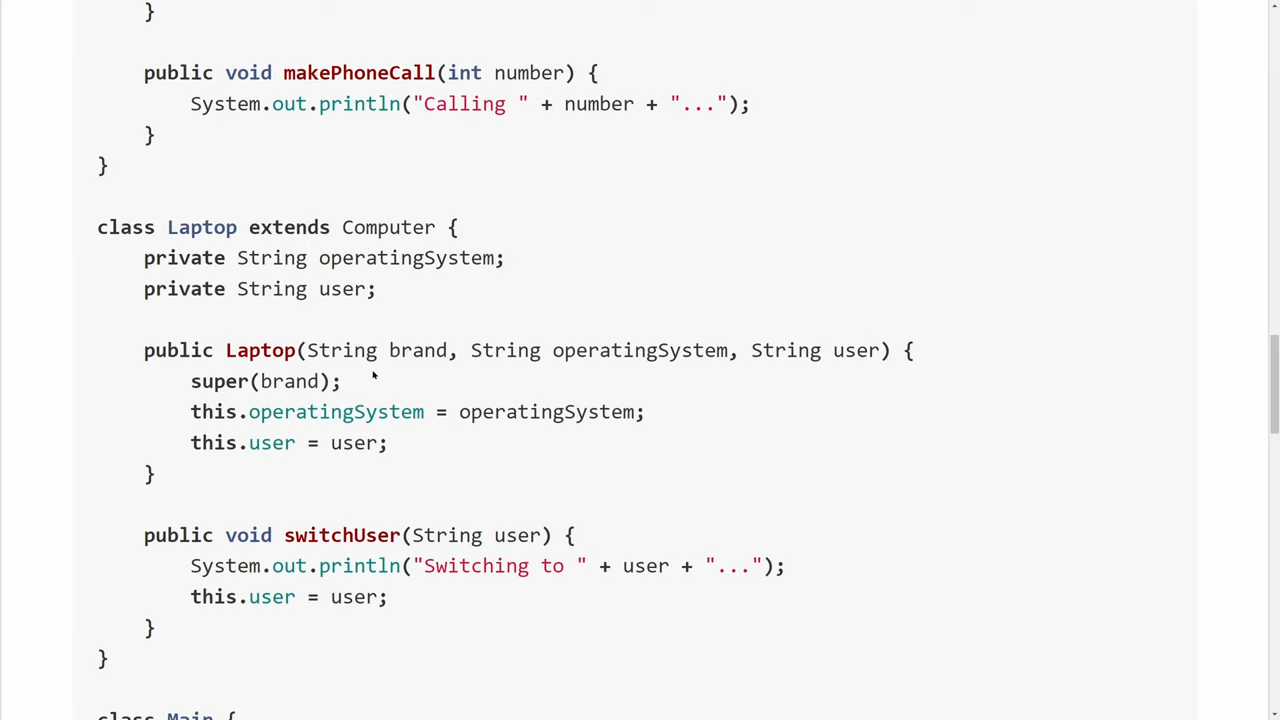 }
public void makePhoneCall(int number) {
System.out.println("Calling " + number + "...");
}
}
class Laptop extends Computer {
private String operatingSystem;
private String user;
public Laptop(String brand, String operatingSystem, String user) {
super(brand);
this.operatingSystem = operatingSystem;
this.user = user;
}
public void switchUser(String user) {
System.out.println("Switching to " + user + "...");
this.user = user;
}
}
class Main {